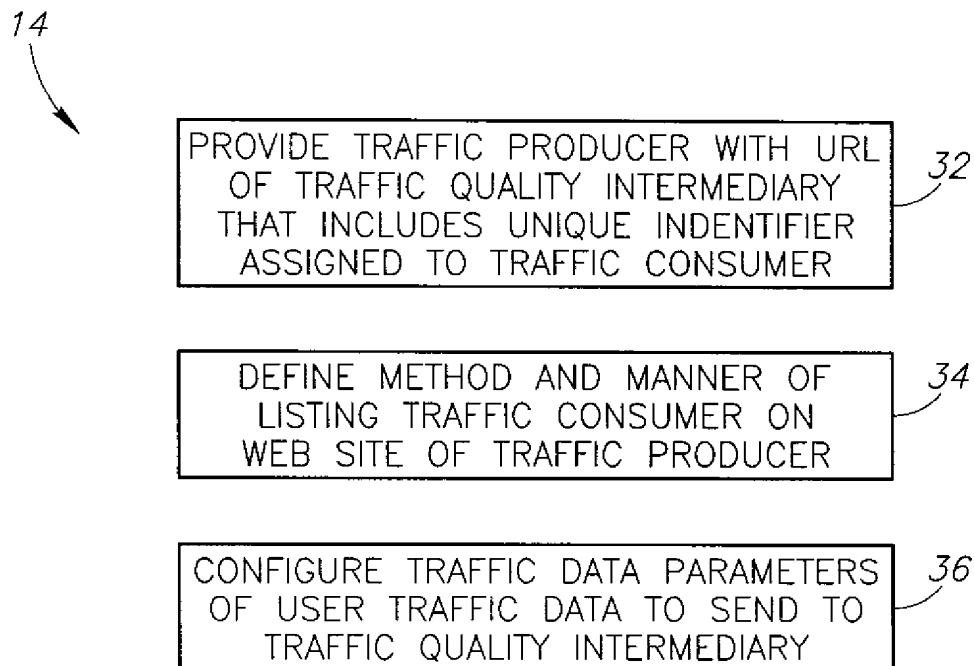 14
PROVIDE TRAFFIC PRODUCER WITH URL
OF TRAFFIC QUALITY INTERMEDIARY
THAT INCLUDES UNIQUE INDENTIFIER
ASSIGNED TO TRAFFIC CONSUMER
32
DEFINE METHOD AND MANNER OF
LISTING TRAFFIC CONSUMER ON
WEB SITE OF TRAFFIC PRODUCER
34
CONFIGURE TRAFFIC DATA PARAMETERS
OF USER TRAFFIC DATA TO SEND TO
TRAFFIC QUALITY INTERMEDIARY
36